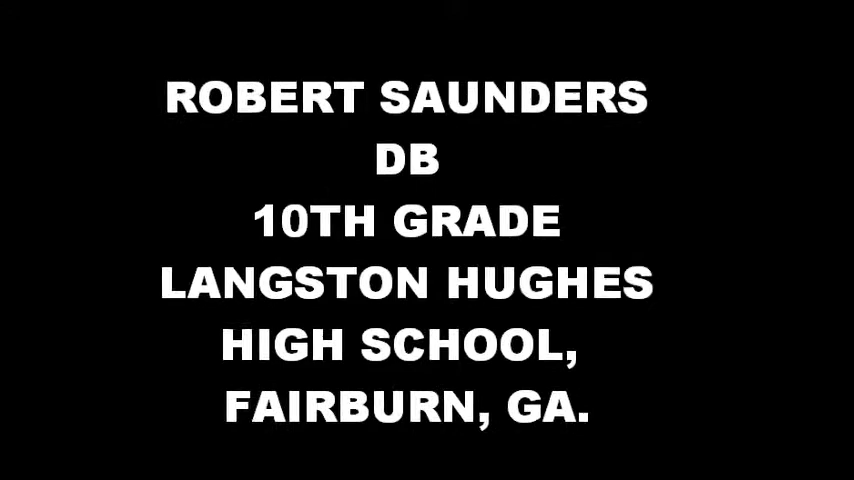 ROBERT SAUNDERS
DB
10TH GRADE
LANGSTON HUGHES
HIGH SCHOOL,
FAIRBURN, GA.